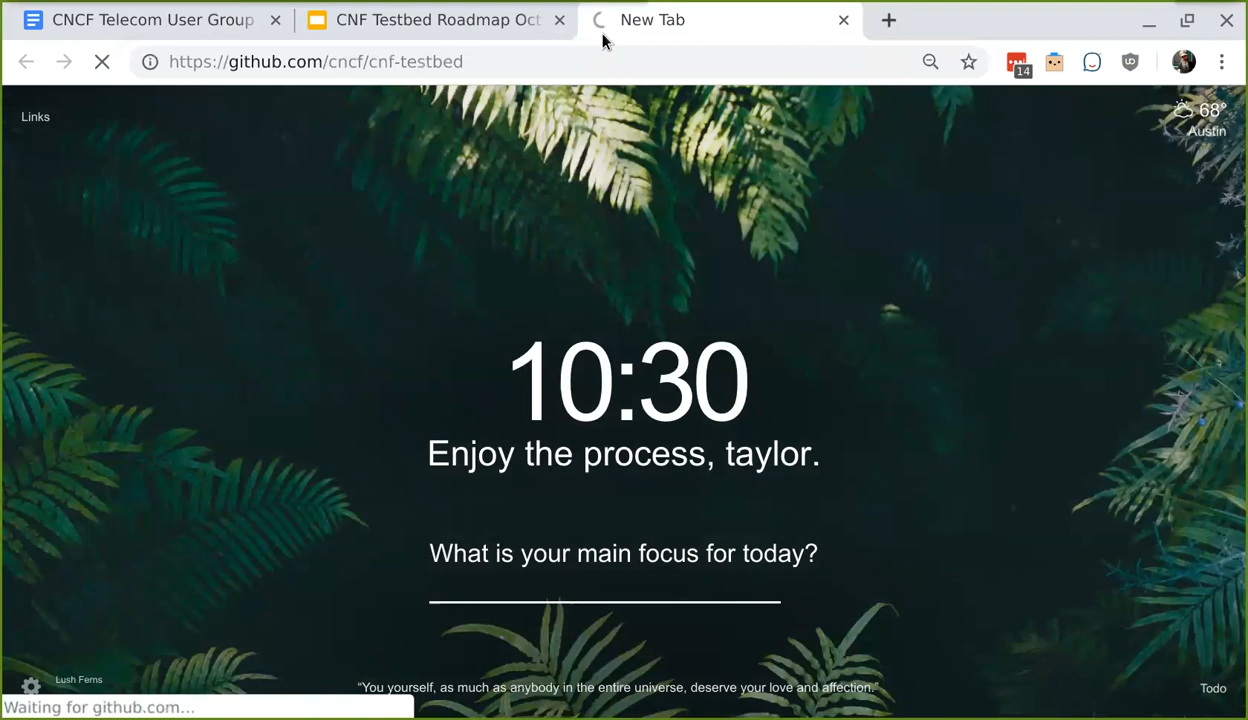 CNCF Telecom User Group
CNF Testbed Roadmap Oct
New Tab
https://github.com/cncf/cnf-testbed
14
Links
68°
Austin
10:30
Enjoy the process, taylor.
What is your main focus for today?
Lush Ferns
“You yourself, as much as anybody in the entire universe, deserve your love and affection.”
Todo
Waiting for github.com...